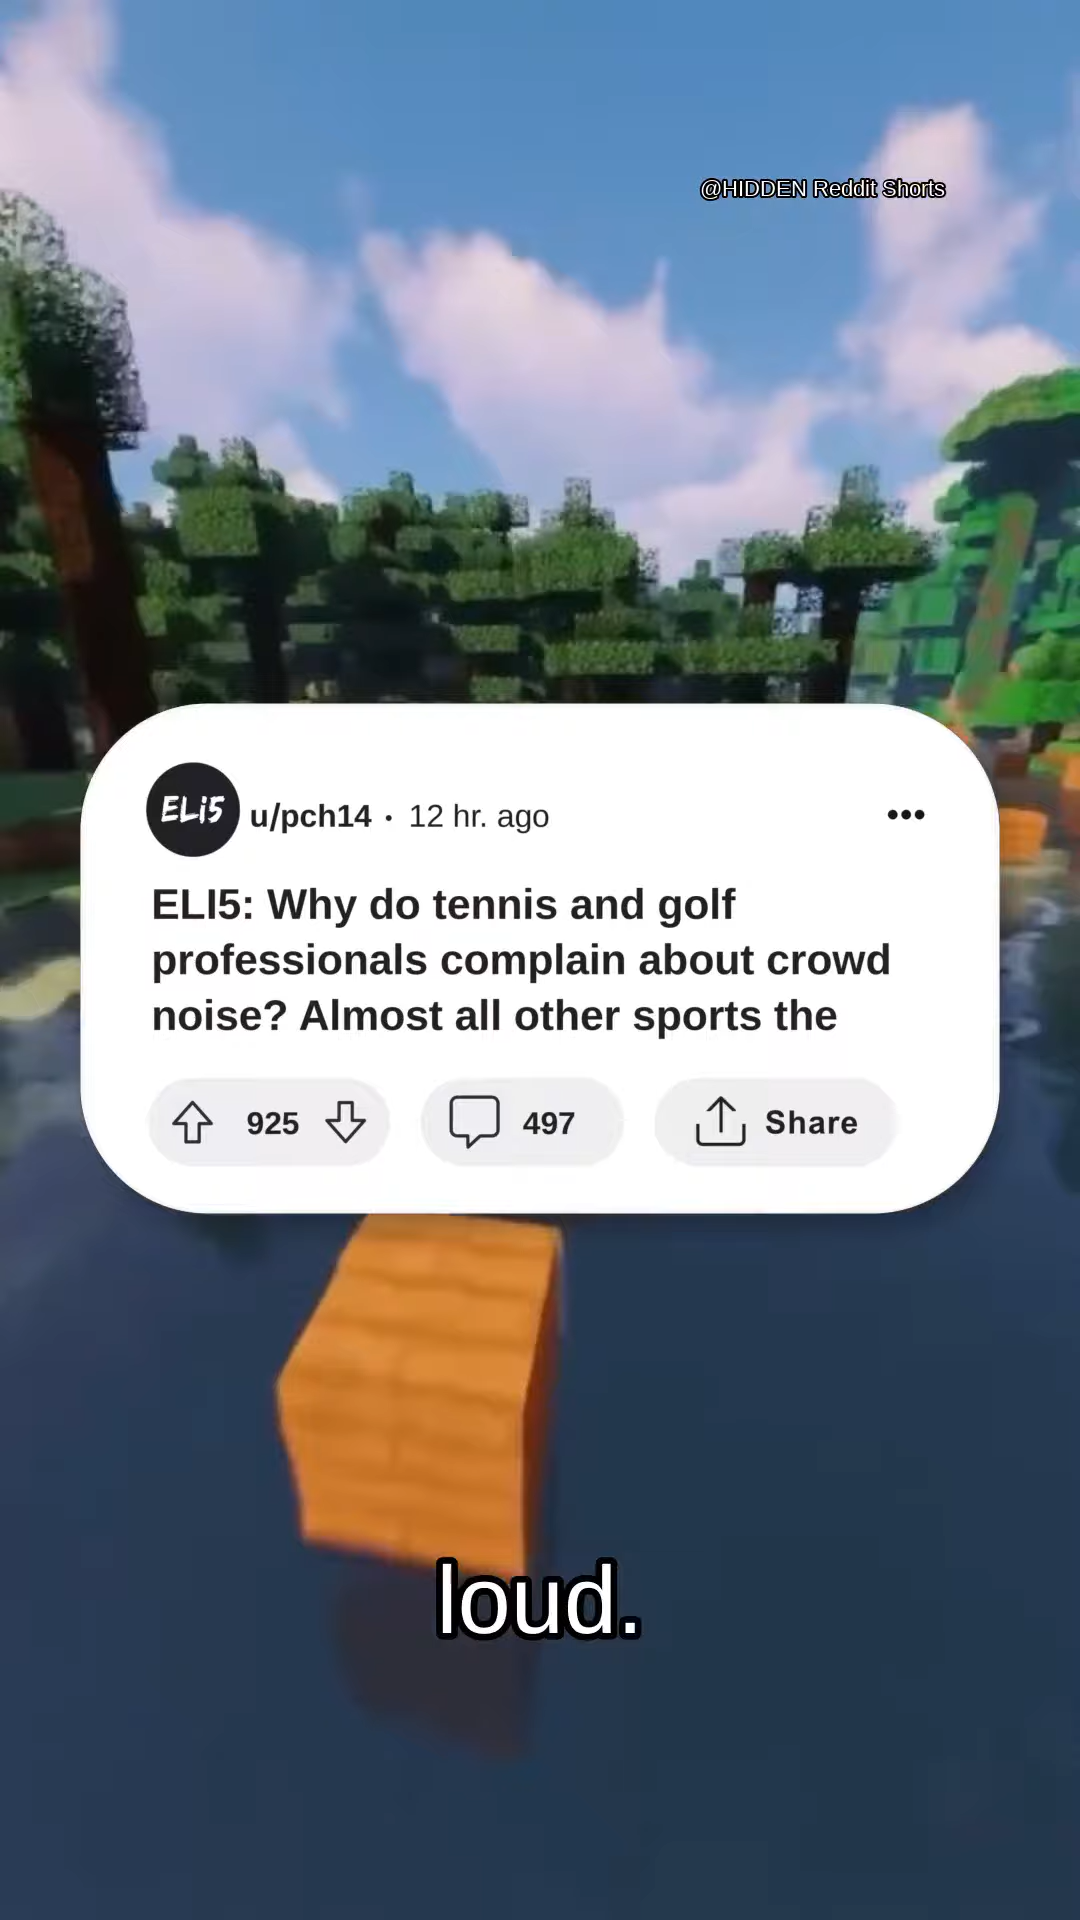 @HIDDEN Reddit Shorts
ELi5
u/pch14 • 12 hr. ago
ELI5: Why do tennis and golf
professionals complain about crowd
noise? Almost all other sports the
925
497
Share
loud.